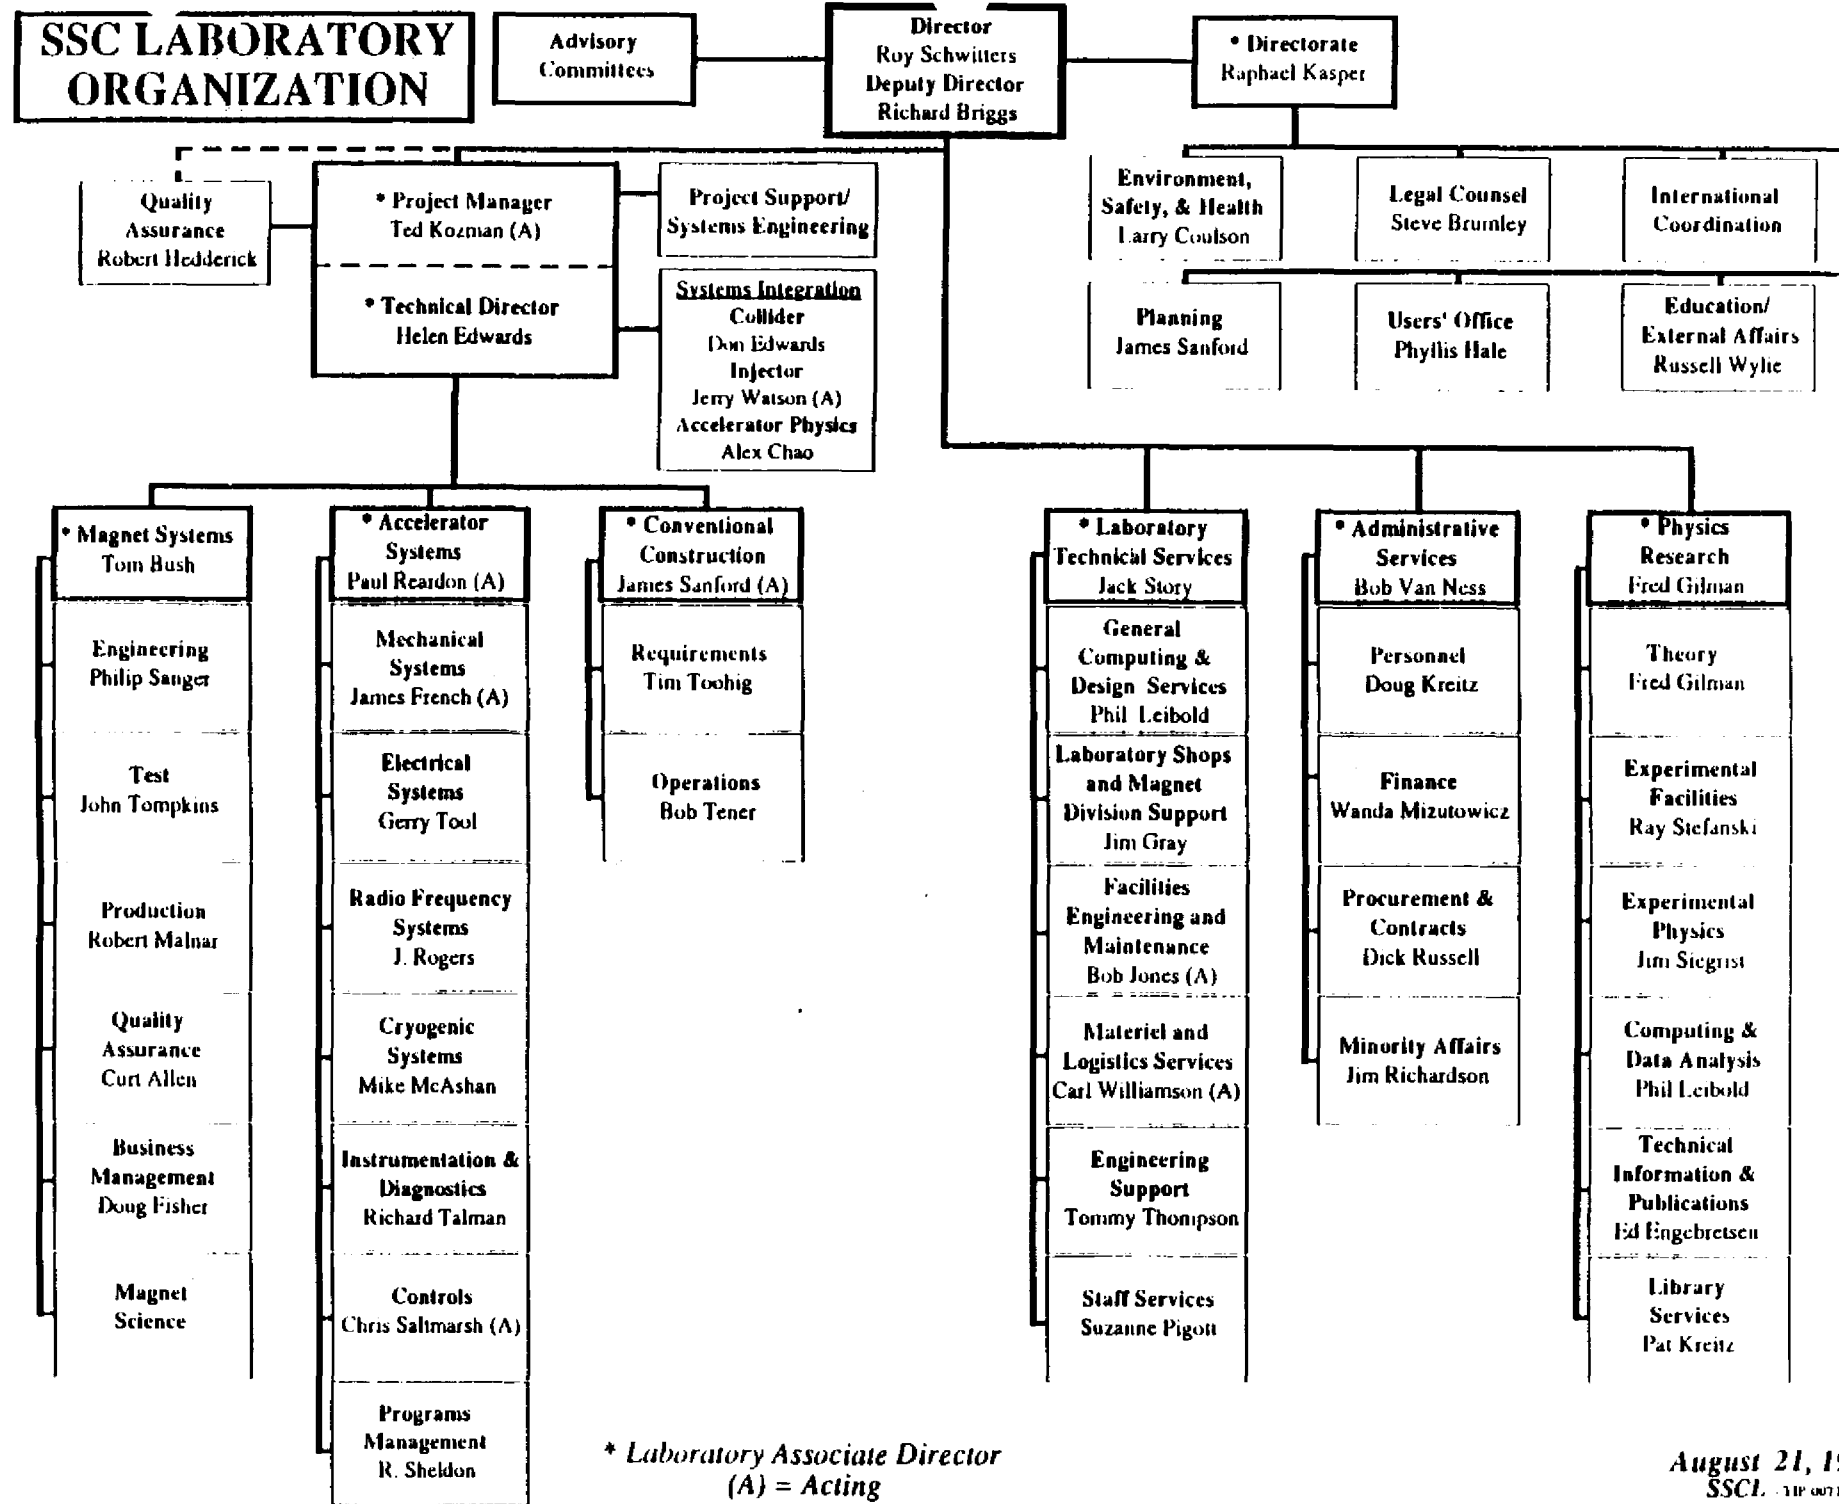 SSC LABORATORY
ORGANIZATION
Advisory
Committees
Director
Roy Schwitters
Deputy Director
Richard Briggs
* Directorate
Raphael Kasper
Quality
Assurance
Robert Hedderick
* Project Manager
Ted Kozman (A)
* Technical Director
Helen Edwards
Project Support/
Systems Engineering
Systems Integration
Collider
Don Edwards
Injector
Jerry Watson (A)
Accelerator Physics
Alex Chao
Environment,
Safety, & Health
Larry Coulson
Legal Counsel
Steve Brumley
International
Coordination
Planning
James Sanford
Users' Office
Phyllis Hale
Education/
External Affairs
Russell Wylie
* Magnet Systems
Tom Bush
Engineering
Philip Sanger
Test
John Tompkins
Production
Robert Malnar
Quality
Assurance
Curt Allen
Business
Management
Doug Fisher
Magnet
Science
* Accelerator
Systems
Paul Reardon (A)
Mechanical
Systems
James French (A)
Electrical
Systems
Gerry Tool
Radio Frequency
Systems
J. Rogers
Cryogenic
Systems
Mike McAshan
Instrumentation &
Diagnostics
Richard Talman
Controls
Chris Saltmarsh (A)
Programs
Management
R. Sheldon
* Conventional
Construction
James Sanford (A)
Requirements
Tim Toohig
Operations
Bob Tener
* Laboratory
Technical Services
Jack Story
General
Computing &
Design Services
Phil Leibold
Laboratory Shops
and Magnet
Division Support
Jim Gray
Facilities
Engineering and
Maintenance
Bob Jones (A)
Materiel and
Logistics Services
Carl Williamson (A)
Engineering
Support
Tommy Thompson
Staff Services
Suzanne Pigott
* Administrative
Services
Bob Van Ness
Personnel
Doug Kreitz
Finance
Wanda Mizutowicz
Procurement &
Contracts
Dick Russell
Minority Affairs
Jim Richardson
* Physics
Research
Fred Gilman
Theory
Fred Gilman
Experimental
Facilities
Ray Stefanski
Experimental
Physics
Jim Siegrist
Computing &
Data Analysis
Phil Leibold
Technical
Information &
Publications
Ed Engebretsen
Library
Services
Pat Kreitz
* Laboratory Associate Director
(A) = Acting
August 21, 19
SSCL